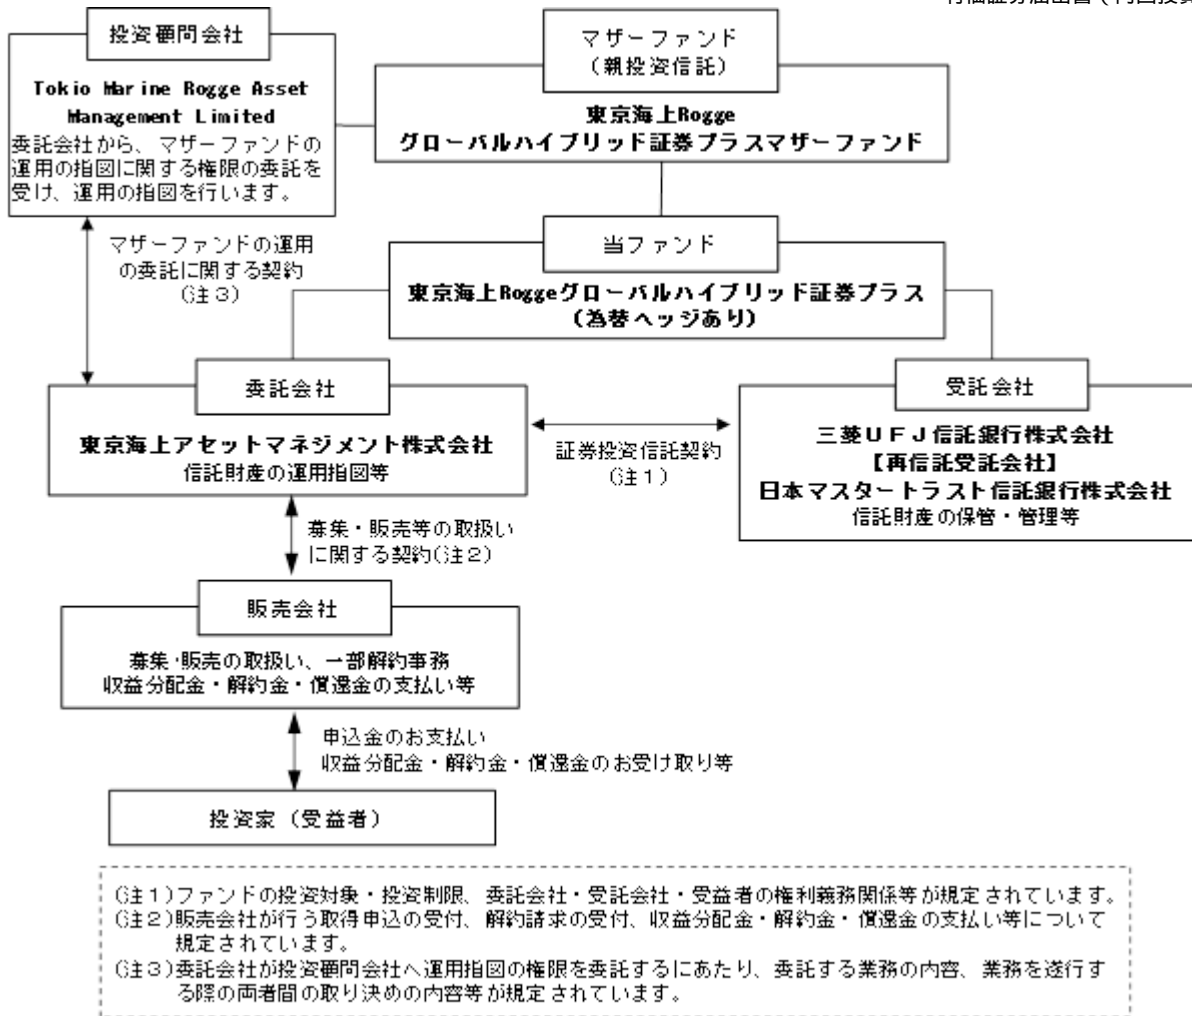 投資顧問会社
Tokio Marine Rogge Asset
Management Limited
委託会社から、マザーファンドの
運用の指図に関する権限の委託を
受け、運用の指図を行います。
マザーファンド
（親投資信託）
東京海上Rogge
グローバルハイブリッド証券プラスマザーファンド
マザーファンドの運用
の委託に関する契約
（注３）
当ファンド
東京海上Roggeグローバルハイブリッド証券プラス
（為替ヘッジあり）
委託会社
東京海上アセットマネジメント株式会社
信託財産の運用指図等
証券投資信託契約
（注１）
受託会社
三菱ＵＦＪ信託銀行株式会社
【再信託受託会社】
日本マスタートラスト信託銀行株式会社
信託財産の保管・管理等
募集・販売等の取扱い
に関する契約（注２）
販売会社
募集・販売の取扱い、一部解約事務
収益分配金・解約金・償還金の支払い等
申込金のお支払い
収益分配金・解約金・償還金のお受け取り等
投資家（受益者）
（注１）ファンドの投資対象・投資制限、委託会社・受託会社・受益者の権利義務関係等が規定されています。
（注２）販売会社が行う取得申込の受付、解約請求の受付、収益分配金・解約金・償還金の支払い等について
規定されています。
（注３）委託会社が投資顧問会社へ運用指図の権限を委託するにあたり、委託する業務の内容、業務を遂行す
る際の両者間の取り決めの内容等が規定されています。